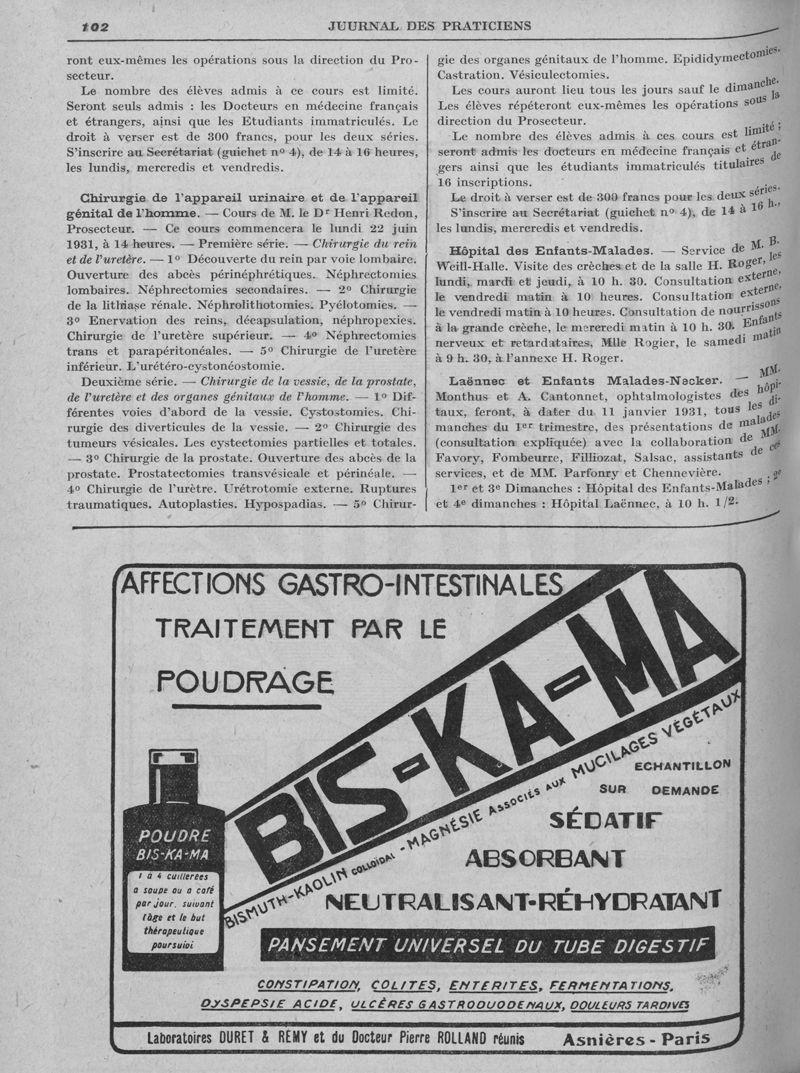 102 JOURNAL DES PRATICIENS
ront eux-mêmes les opérations sous la direction du Pro-
secteur.
Le nombre des élèves admis à ce cours est limité.
Seront seuls admis : les Docteurs en médecine français
et étrangers, ainsi que les Etudiants immatriculés. Le
droit à verser est de 300 francs, pour les deux séries.
S'inscrire au Secrétariat (guichet nº 4), de 14 à 16 heures,
les lundis, mercredis et vendredis.
Chirurgie de l'appareil urinaire et de l'appareil
génital de l'homme. — Cours de M. le Dr Henri Redon,
Prosecteur. — Ce cours commencera le lundi 22 juin
1931, à 14 heures. — Première série. — Chirurgie du rein
et de l'uretère. — 1º Découverte du rein par voie lombaire.
Ouverture des abcès périnéphrétiques. Néphrectomies
lombaires. Néphrectomies secondaires. — 2º Chirurgie
de la lithiase rénale. Néphrolithotomies. Pyélotomies. —
3º Enervation des reins, décapsulation, néphropexies.
Chirurgie de l'uretère supérieur. — 4º Néphrectomies
trans et parapéritonéales. — 5º Chirurgie de l'uretère
inférieur. L'urétéro-cystonéostomie.
Deuxième série. — Chirurgie de la vessie, de la prostate,
de l'uretère et des organes génitaux de l'homme. — 1º Dif-
férentes voies d'abord de la vessie. Cystostomies. Chi-
rurgie des diverticules de la vessie. — 2º Chirurgie des
tumeurs vésicales. Les cystectomies partielles et totales.
— 3º Chirurgie de la prostate. Ouverture des abcès de la
prostate. Prostatectomies transvésicale et périnéale. —
4º Chirurgie de l'urètre. Urétrotomie externe. Ruptures
traumatiques. Autoplasties. Hypospadias. — 5º Chirur-
gie des organes génitaux de l'homme. Epididymectomies.
Castration. Vésiculectomies.
Les cours auront lieu tous les jours sauf le dimanche.
Les élèves répéteront eux-mêmes les opérations sous la
direction du Prosecteur.
Le nombre des élèves admis à ces cours est limité ;
seront admis les docteurs en médecine français et étran-
gers ainsi que les étudiants immatriculés titulaires de
16 inscriptions.
Le droit à verser est de 300 francs pour les deux séries.
S'inscrire au Secrétariat (guichet nº 4), de 14 à 16 h.,
les lundis, mercredis et vendredis.
Hôpital des Enfants-Malades. — Service de M. B.
Weill-Halle. Visite des crèches et de la salle H. Roger, les
lundi, mardi et jeudi, à 10 h. 30. Consultation externe,
le vendredi matin à 10 heures. Consultation externe,
le vendredi matin à 10 heures. Consultation de nourrissons
à la grande crèche, le mercredi matin à 10 h. 30. Enfants
nerveux et retardataires, Mlle Rogier, le samedi matin
à 9 h. 30, à l'annexe H. Roger.
Laënnec et Enfants Malades-Necker. — MM.
Monthus et A. Cantonnet, ophtalmologistes des hôpi-
taux, feront, à dater du 11 janvier 1931, tous les di-
manches du 1er trimestre, des présentations de malades
(consultation expliquée) avec la collaboration de MM.
Favory, Fombeurre, Filliozat, Salsac, assistants de ces
services, et de MM. Parfonry et Chennevière.
1er et 3e Dimanches : Hôpital des Enfants-Malades ; 2e
et 4e dimanches : Hôpital Laënnec, à 10 h. 1/2.
AFFECTIONS GASTRO-INTESTINALES
TRAITEMENT PAR LE
POUDRAGE
BIS-KA-MA
BISMUTH-KAOLIN COLLOÏDAL - MAGNÉSIE ASSOCIÉS AUX MUCILAGES VÉGÉTAUX
ECHANTILLON
SUR DEMANDE
SÉDATIF
ABSORBANT
NEUTRALISANT-RÉHYDRATANT
POUDRE
BIS-KA-MA
1 à 4 cuillerées
a soupe ou a café
par jour. suivant
l'âge et le but
thérapeutique
poursuivi
PANSEMENT UNIVERSEL DU TUBE DIGESTIF
CONSTIPATION, COLITES, ENTERITES, FERMENTATIONS,
DYSPEPSIE ACIDE, ULCÈRES GASTRODUODENAUX, DOULEURS TARDIVES
Laboratoires DURET & REMY et du Docteur Pierre ROLLAND réunis Asnières - Paris